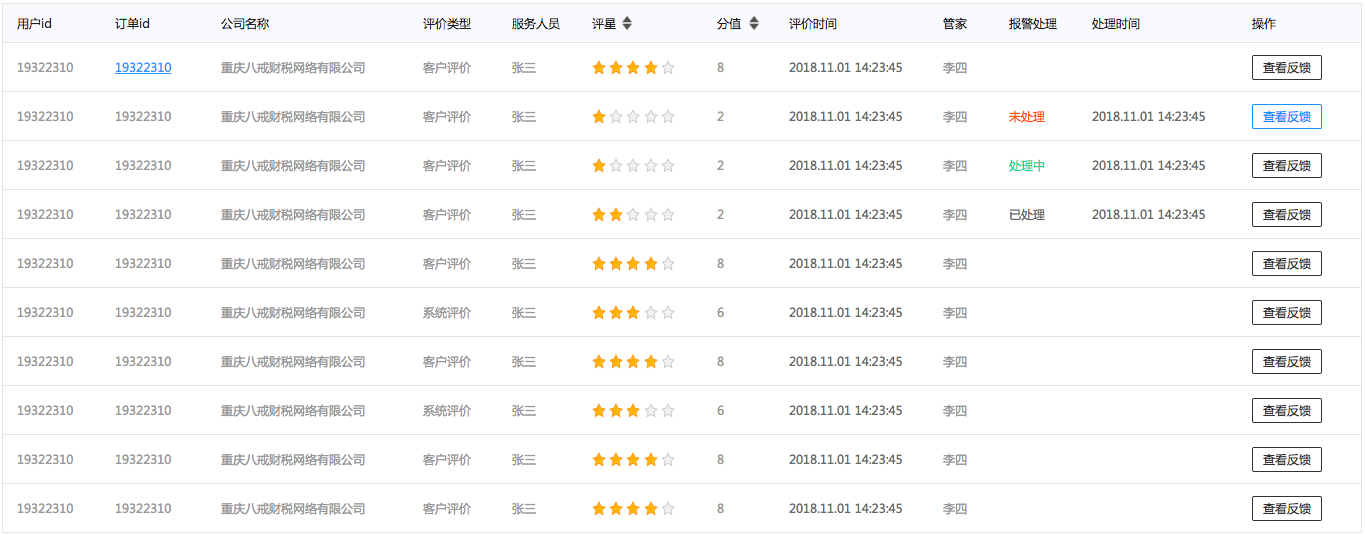 用户id 订单id 公司名称 评价类型 服务人员 评星 分值 评价时间 管家 报警处理 处理时间 操作
19322310 19322310 重庆八戒财税网络有限公司 客户评价 张三 8 2018.11.01 14:23:45 李四 查看反馈
19322310 19322310 重庆八戒财税网络有限公司 客户评价 张三 2 2018.11.01 14:23:45 李四 未处理 2018.11.01 14:23:45 查看反馈
19322310 19322310 重庆八戒财税网络有限公司 客户评价 张三 2 2018.11.01 14:23:45 李四 处理中 2018.11.01 14:23:45 查看反馈
19322310 19322310 重庆八戒财税网络有限公司 客户评价 张三 2 2018.11.01 14:23:45 李四 已处理 2018.11.01 14:23:45 查看反馈
19322310 19322310 重庆八戒财税网络有限公司 客户评价 张三 8 2018.11.01 14:23:45 李四 查看反馈
19322310 19322310 重庆八戒财税网络有限公司 系统评价 张三 6 2018.11.01 14:23:45 李四 查看反馈
19322310 19322310 重庆八戒财税网络有限公司 客户评价 张三 8 2018.11.01 14:23:45 李四 查看反馈
19322310 19322310 重庆八戒财税网络有限公司 系统评价 张三 6 2018.11.01 14:23:45 李四 查看反馈
19322310 19322310 重庆八戒财税网络有限公司 客户评价 张三 8 2018.11.01 14:23:45 李四 查看反馈
19322310 19322310 重庆八戒财税网络有限公司 客户评价 张三 8 2018.11.01 14:23:45 李四 查看反馈